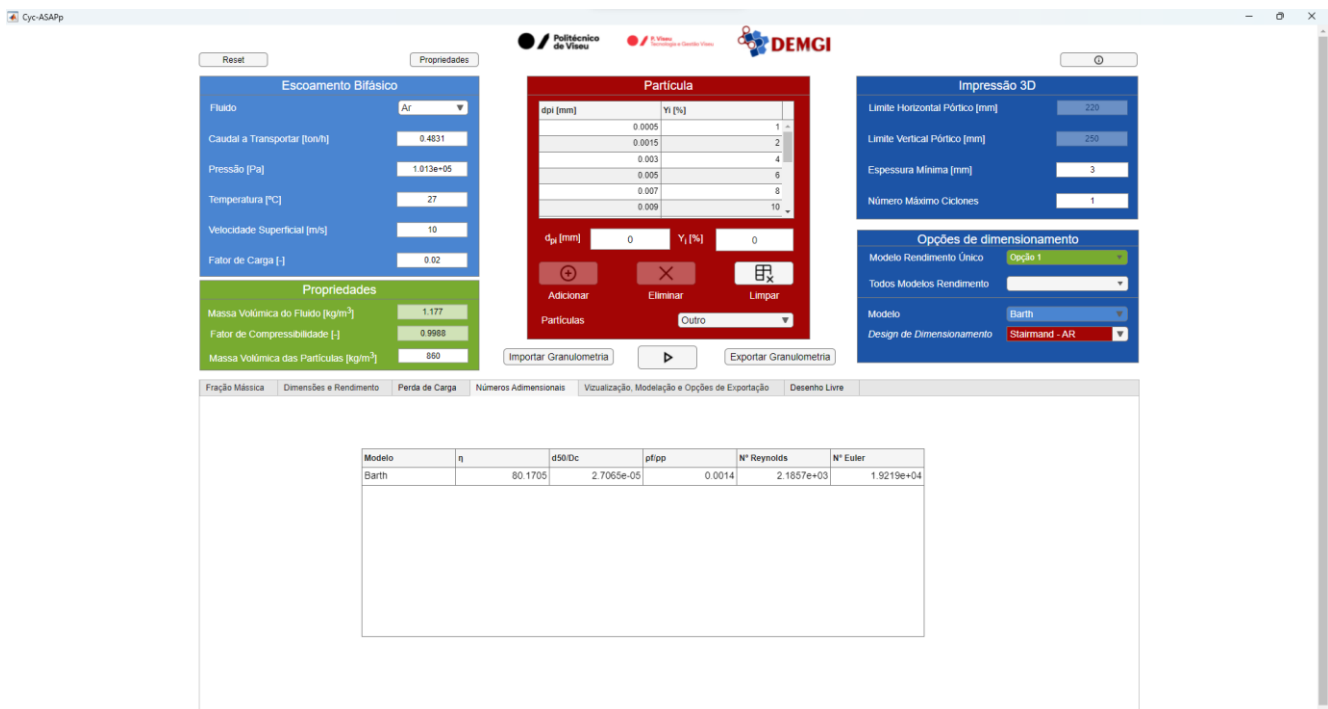 Cyc-ASAPp
Politécnico
de Viseu
P. Viseu
Tecnologia e Gestão Viseu
DEMGI
Reset
Propriedades
Escoamento Bifásico
Fluido
Ar
Caudal a Transportar [ton/h]
0.4831
Pressão [Pa]
1.013e+05
Temperatura [ºC]
27
Velocidade Superficial [m/s]
10
Fator de Carga [-]
0.02
Propriedades
Massa Volúmica do Fluido [kg/m³]
1.177
Fator de Compressibilidade [-]
0.9988
Massa Volúmica das Partículas [kg/m³]
860
Partícula
dpi [mm] Yi [%]
0.0005 1
0.0015 2
0.003 4
0.005 6
0.007 8
0.009 10
dpi [mm] 0 Yi [%] 0
Adicionar Eliminar Limpar
Partículas Outro
Importar Granulometria
Exportar Granulometria
Impressão 3D
Limite Horizontal Pórtico [mm] 220
Limite Vertical Pórtico [mm] 250
Espessura Mínima [mm] 3
Número Máximo Ciclones 1
Opções de dimensionamento
Modelo Rendimento Único Opção 1
Todos Modelos Rendimento
Modelo Barth
Design de Dimensionamento Stairmand - AR
Fração Mássica Dimensões e Rendimento Perda de Carga Números Adimensionais Vizualização, Modelação e Opções de Exportação Desenho Livre
Modelo η d50/Dc ρf/ρp Nº Reynolds Nº Euler
Barth 80.1705 2.7065e-05 0.0014 2.1857e+03 1.9219e+04